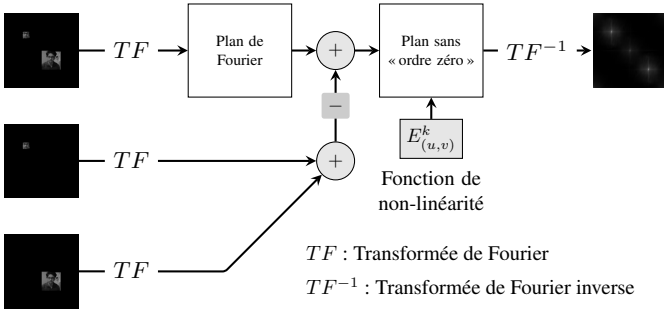 TF
Plan de
Fourier
+
Plan sans
« ordre zéro »
TF⁻¹
−
E^k_(u,v)
TF
+
Fonction de
non-linéarité
TF
TF : Transformée de Fourier
TF⁻¹ : Transformée de Fourier inverse